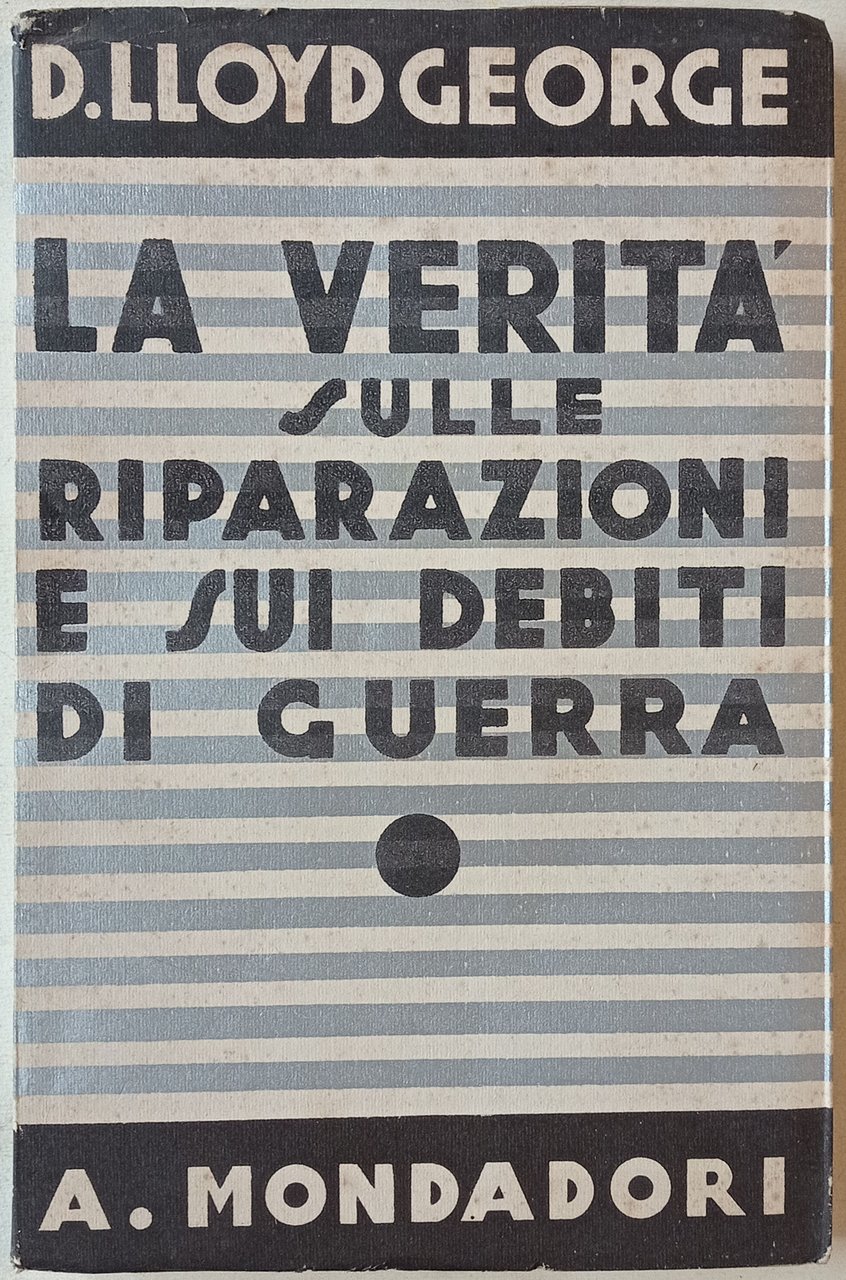 D. LLOYD GEORGE
LA VERITÀ
SULLE
RIPARAZIONI
E SUI DEBITI
DI GUERRA
A. MONDADORI